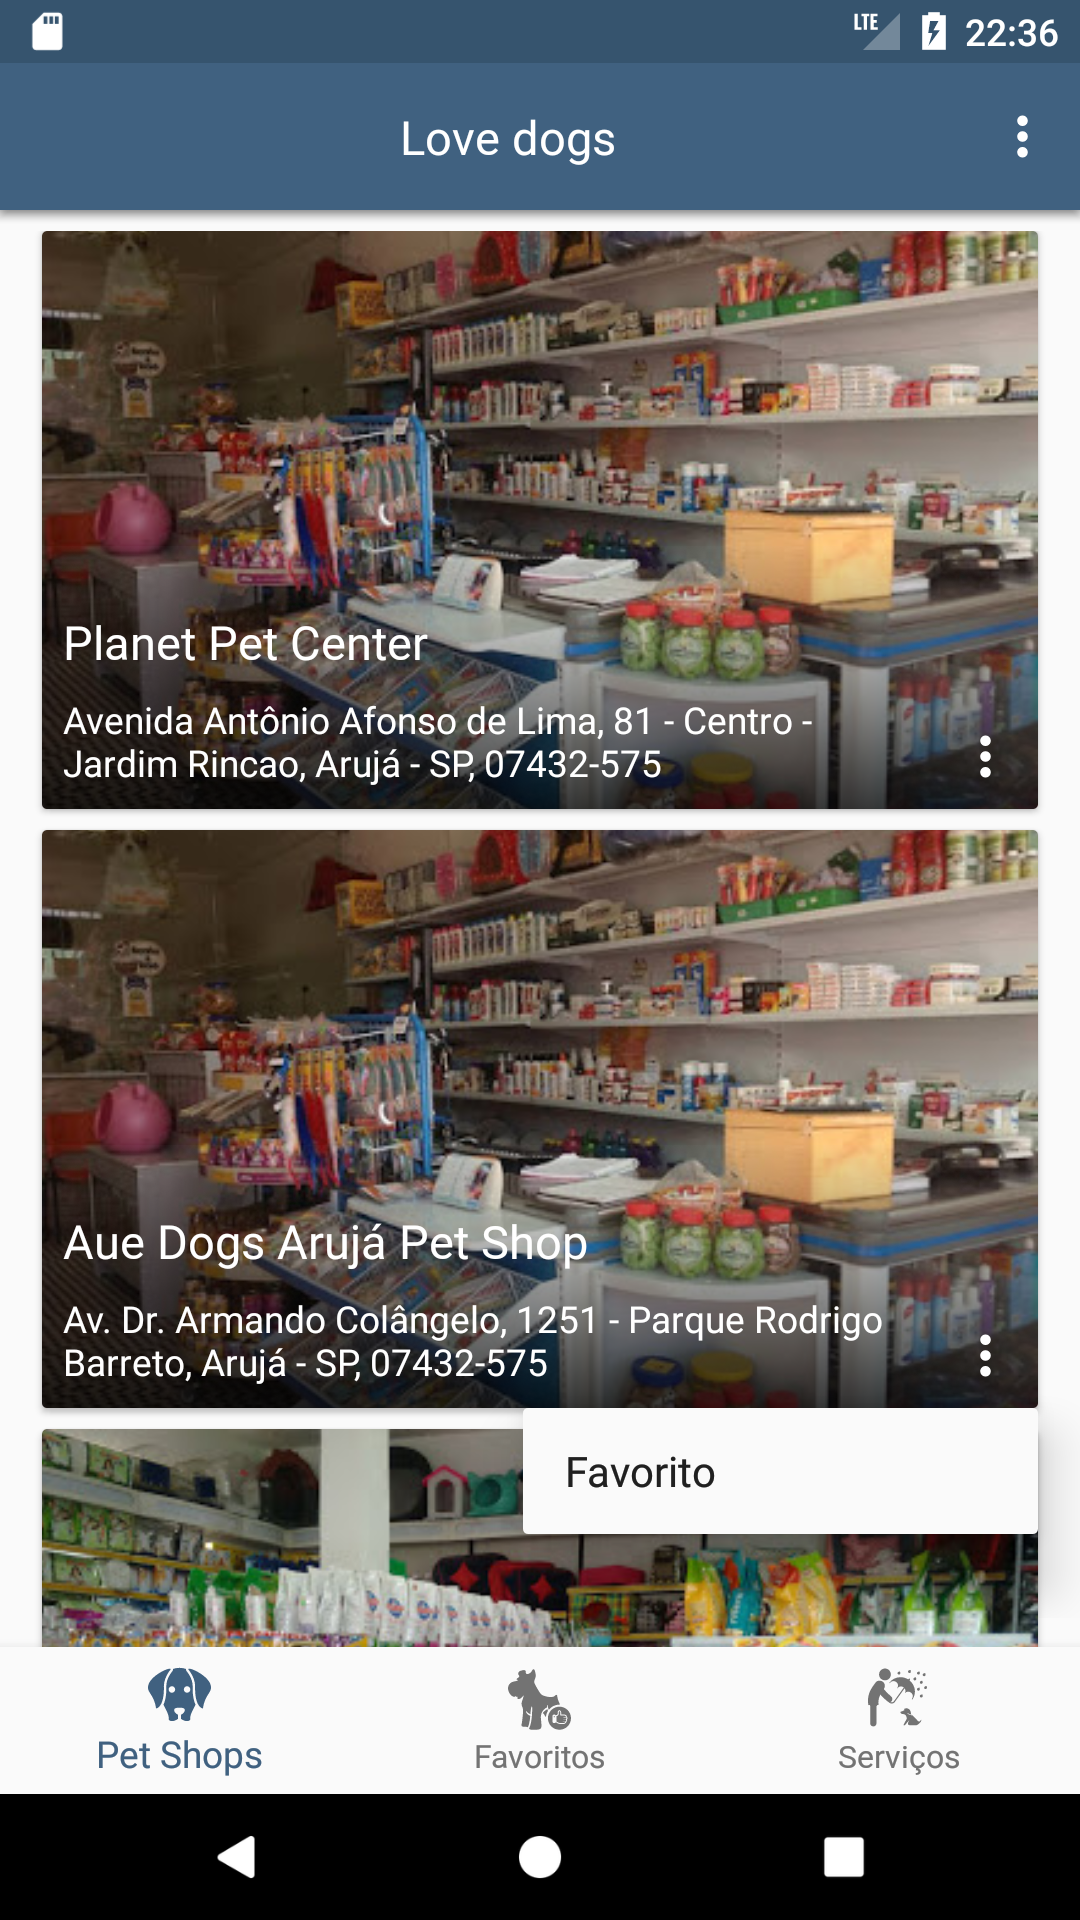 LTE 22:36
Love dogs
Planet Pet Center
Avenida Antônio Afonso de Lima, 81 - Centro -
Jardim Rincao, Arujá - SP, 07432-575
Aue Dogs Arujá Pet Shop
Av. Dr. Armando Colângelo, 1251 - Parque Rodrigo
Barreto, Arujá - SP, 07432-575
Favorito
Pet Shops
Favoritos
Serviços